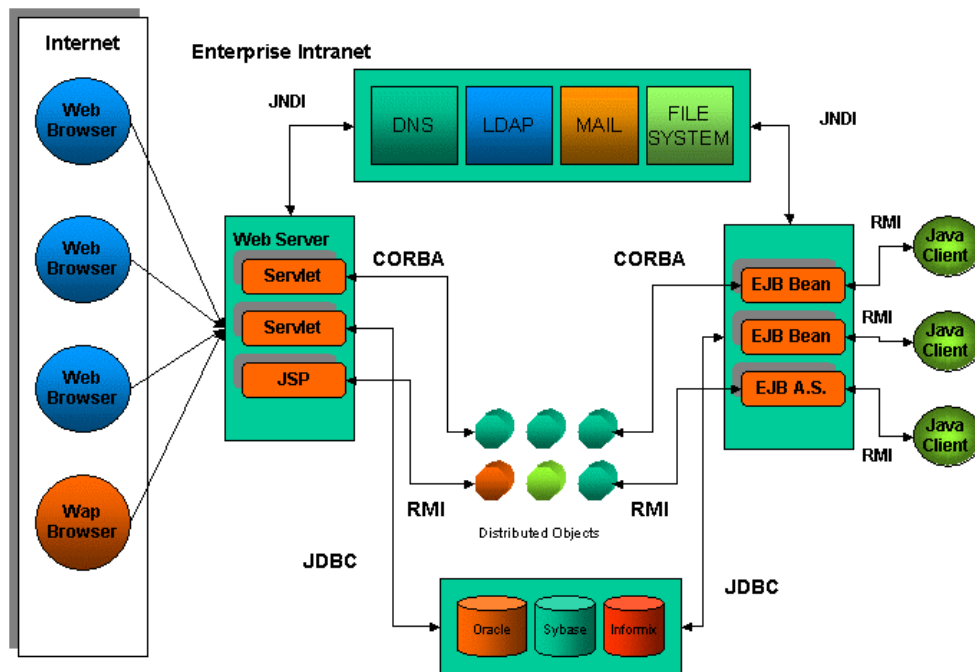 Internet
Web
Browser
Web
Browser
Web
Browser
Wap
Browser
Enterprise Intranet
JNDI
DNS
LDAP
MAIL
FILE
SYSTEM
JNDI
Web Server
Servlet
Servlet
JSP
CORBA
CORBA
EJB Bean
EJB Bean
EJB A.S.
RMI
Java
Client
RMI
Java
Client
RMI
Java
Client
RMI
RMI
Distributed Objects
JDBC
JDBC
Oracle
Sybase
Informix